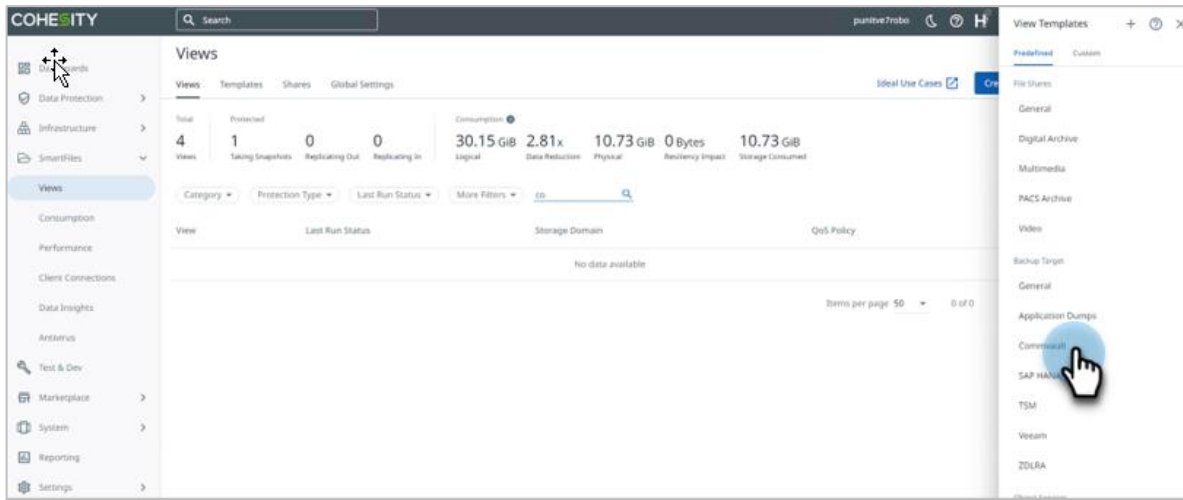 COHESITY
Search
punitve7robo
H
Dashboards
Data Protection
Infrastructure
SmartFiles
Views
Consumption
Performance
Client Connections
Data Insights
Antivirus
Test & Dev
Marketplace
System
Reporting
Settings
Views
Views Templates Shares Global Settings
Ideal Use Cases
Cre
Total Protected Consumption
4 1 0 0 30.15 GiB 2.81x 10.73 GiB 0 Bytes 10.73 GiB
Views Taking Snapshots Replicating Out Replicating In Logical Data Reduction Physical Resiliency Impact Storage Consumed
Category Protection Type Last Run Status More Filters co
View Last Run Status Storage Domain QoS Policy
No data available
Items per page 50 0 of 0
View Templates
Predefined Custom
File Shares
General
Digital Archive
Multimedia
PACS Archive
Video
Backup Target
General
Application Dumps
Commvault
SAP HANA
TSM
Veeam
ZDLRA
Object Services